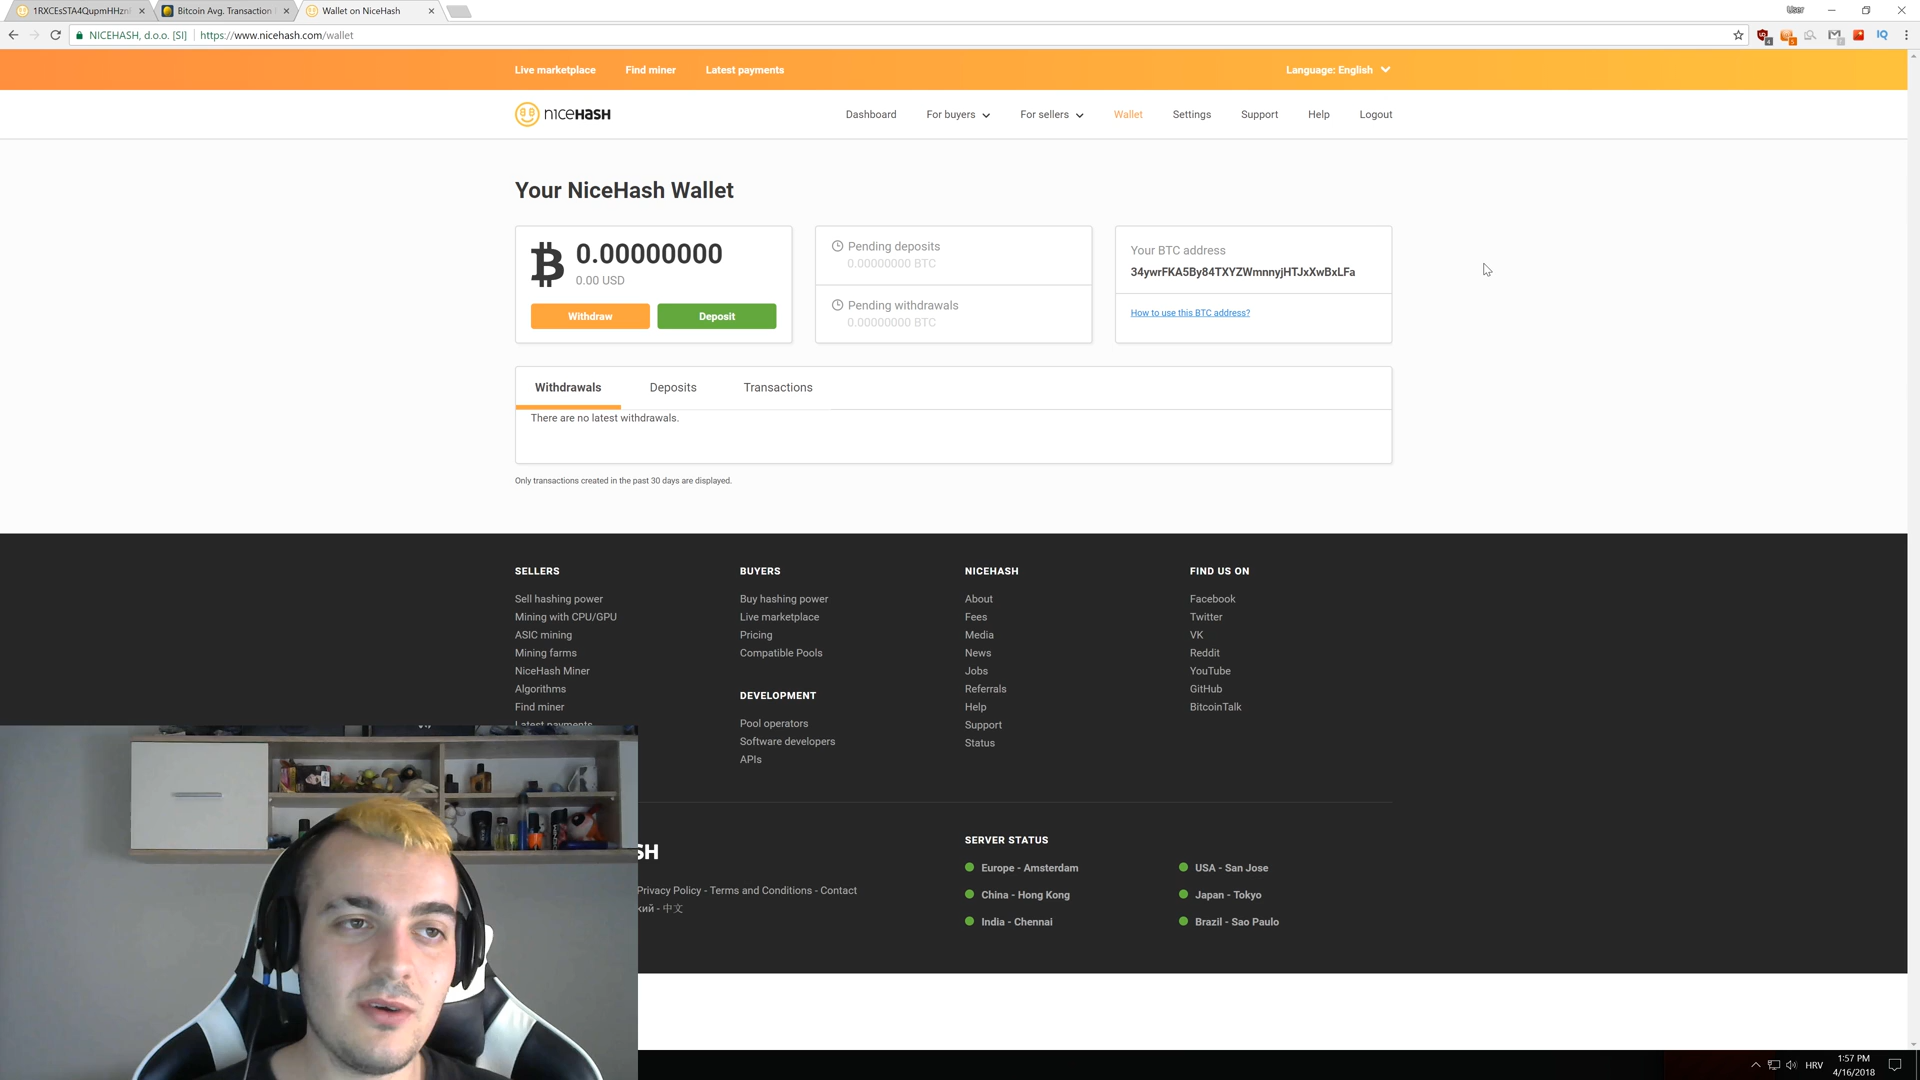 1RXCEsSTA4QupmHHzn
Bitcoin Avg. Transaction
Wallet on NiceHash
User
NICEHASH, d.o.o. [SI]
https://www.nicehash.com/wallet
Live marketplace
Find miner
Latest payments
Language: English
NICEHASH
Dashboard
For buyers
For sellers
Wallet
Settings
Support
Help
Logout
Your NiceHash Wallet
0.00000000
0.00 USD
Withdraw
Deposit
Pending deposits
0.00000000 BTC
Pending withdrawals
0.00000000 BTC
Your BTC address
34ywrFKA5By84TXYZWmnnyjHTJxXwBxLFa
How to use this BTC address?
Withdrawals
Deposits
Transactions
There are no latest withdrawals.
Only transactions created in the past 30 days are displayed.
SELLERS
Sell hashing power
Mining with CPU/GPU
ASIC mining
Mining farms
NiceHash Miner
Algorithms
Find miner
Latest payments
BUYERS
Buy hashing power
Live marketplace
Pricing
Compatible Pools
DEVELOPMENT
Pool operators
Software developers
APIs
NICEHASH
About
Fees
Media
News
Jobs
Referrals
Help
Support
Status
FIND US ON
Facebook
Twitter
VK
Reddit
YouTube
GitHub
BitcoinTalk
SH
Privacy Policy - Terms and Conditions - Contact
кий - 中文
SERVER STATUS
Europe - Amsterdam
USA - San Jose
China - Hong Kong
Japan - Tokyo
India - Chennai
Brazil - Sao Paulo
HRV
1:57 PM
4/16/2018